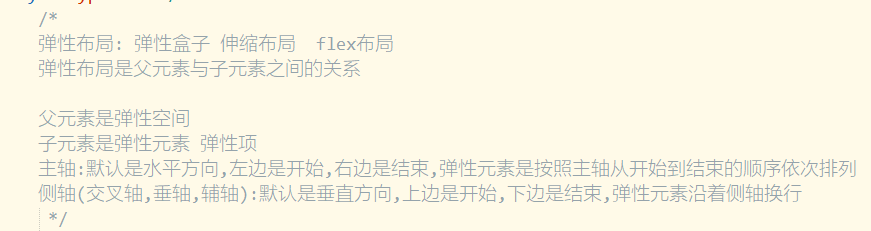 /*
弹性布局: 弹性盒子 伸缩布局  flex布局
弹性布局是父元素与子元素之间的关系
父元素是弹性空间
子元素是弹性元素 弹性项
主轴:默认是水平方向,左边是开始,右边是结束,弹性元素是按照主轴从开始到结束的顺序依次排列
侧轴(交叉轴,垂轴,辅轴):默认是垂直方向,上边是开始,下边是结束,弹性元素沿着侧轴换行
*/